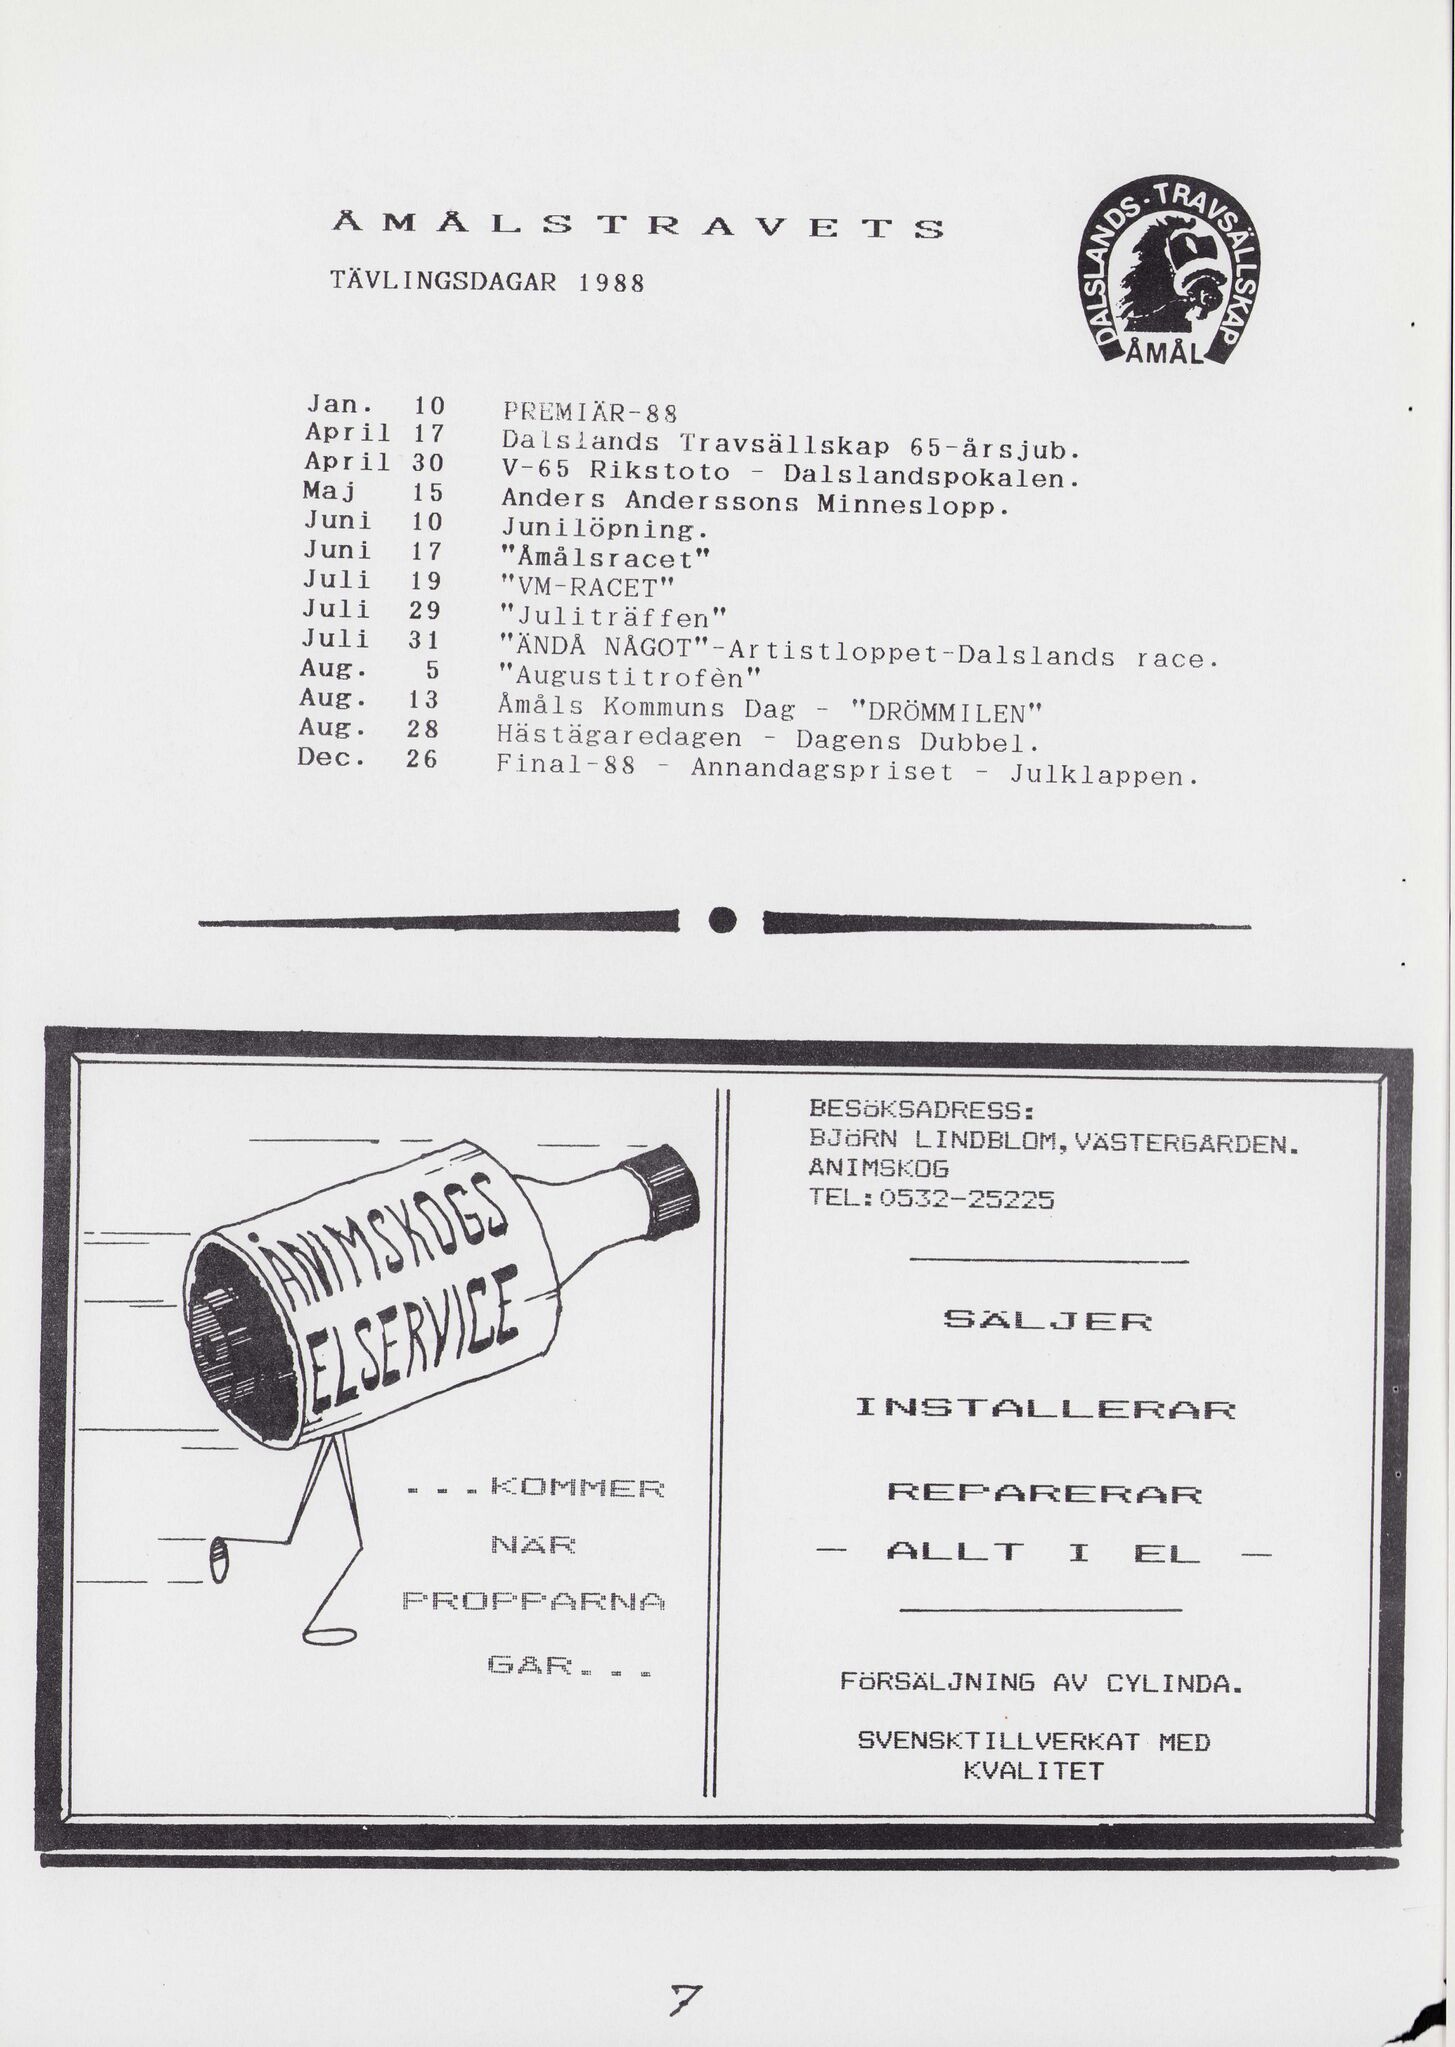 ÅMÅLSTRAVETS
TÄVLINGSDAGAR 1988
DALSLANDS·TRAVSÄLLSKAP
ÅMÅL
Jan. 10 PREMIÄR-88
April 17 Dalslands Travsällskap 65-årsjub.
April 30 V-65 Rikstoto - Dalslandspokalen.
Maj 15 Anders Anderssons Minneslopp.
Juni 10 Junilöpning.
Juni 17 "Åmålsracet"
Juli 19 "VM-RACET"
Juli 29 "Juliträffen"
Juli 31 "ÄNDÅ NÅGOT"-Artistloppet-Dalslands race.
Aug. 5 "Augustitrofèn"
Aug. 13 Åmåls Kommuns Dag - "DRÖMMILEN"
Aug. 28 Hästägaredagen - Dagens Dubbel.
Dec. 26 Final-88 - Annandagspriset - Julklappen.
ÅNIMSKOGS
ELSERVICE
...KOMMER
NÄR
PROPPARNA
GÅR...
BESÖKSADRESS:
BJÖRN LINDBLOM,VÄSTERGÅRDEN.
ÅNIMSKOG
TEL:0532-25225
SÄLJER
INSTALLERAR
REPARERAR
- ALLT I EL -
FÖRSÄLJNING AV CYLINDA.
SVENSKTILLVERKAT MED
KVALITET
7